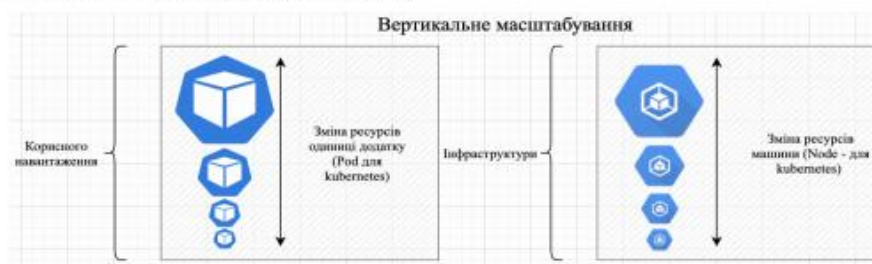 Вертикальне масштабування
Корисного
навантаження
Зміна ресурсів
одиниці додатку
(Pod для
kubernetes)
Інфраструктури
Зміна ресурсів
машини (Node - для
kubernetes)